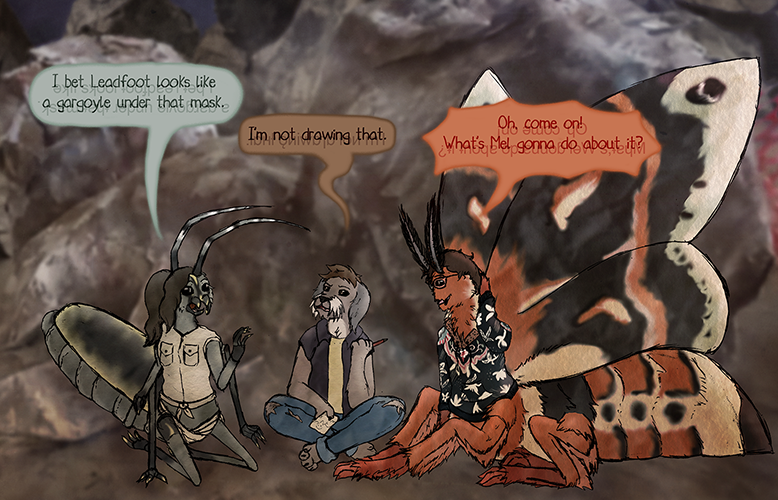 I bet Leadfoot looks like
a gargoyle under that mask.
I'm not drawing that.
Oh, come on!
What's Mel gonna do about it?